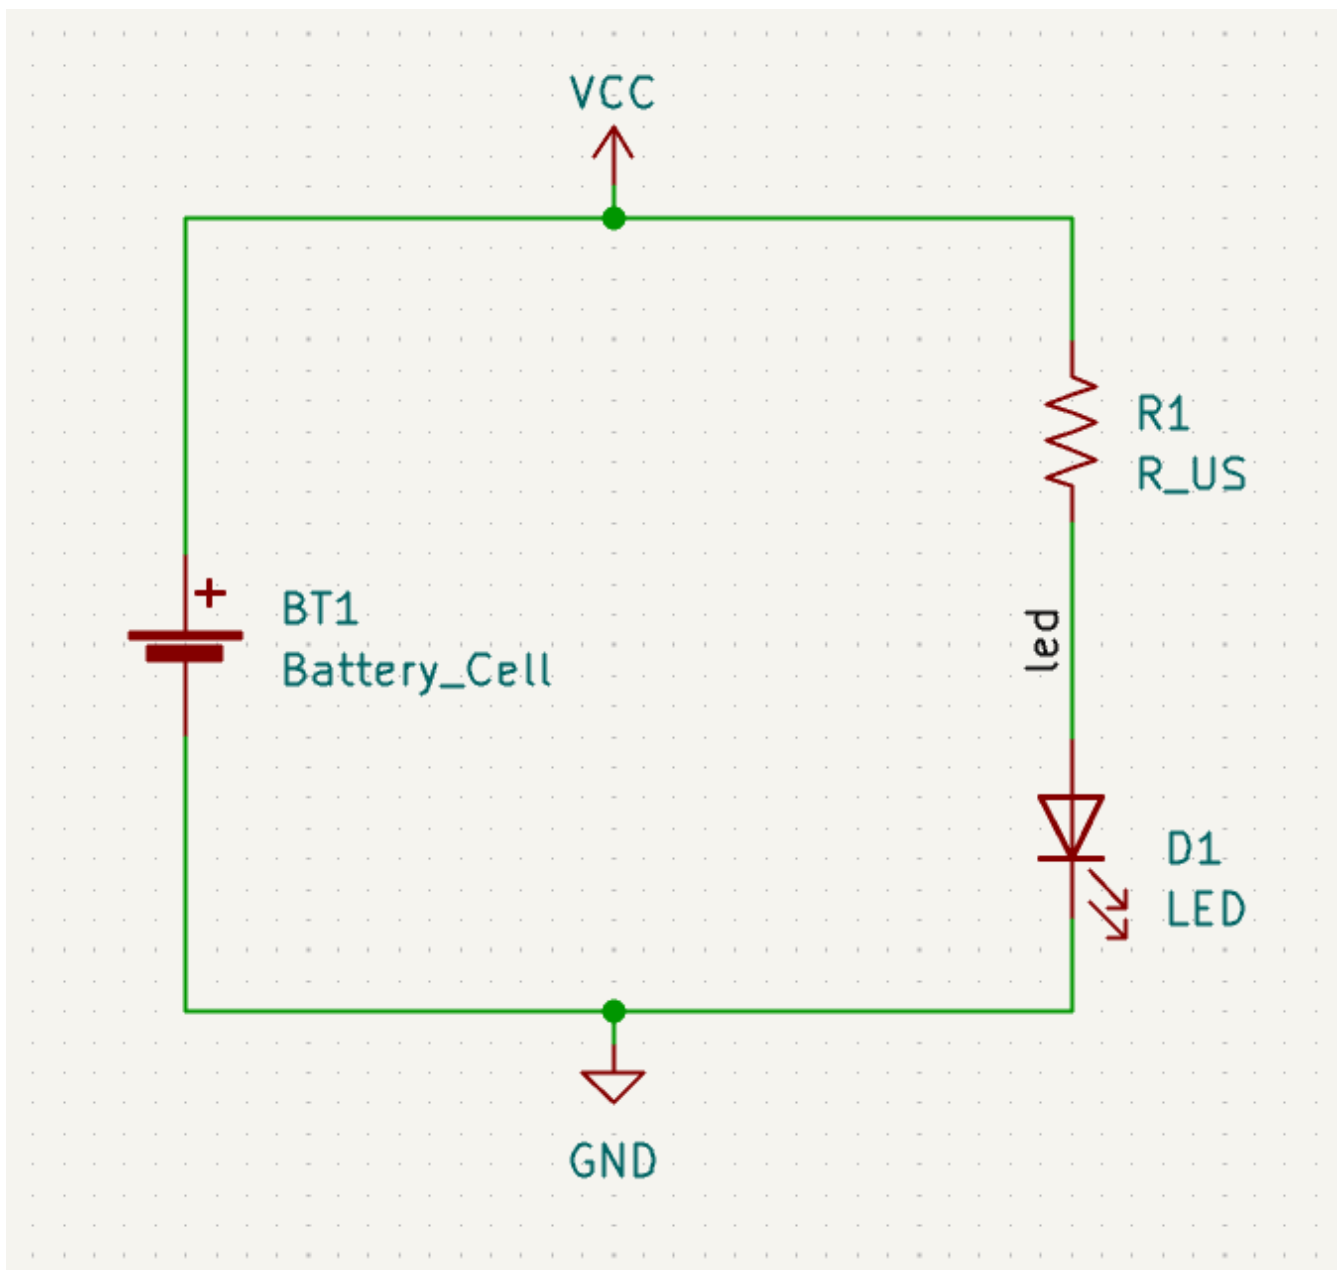 VCC
R1
R_US
BT1
Battery_Cell
led
D1
LED
GND